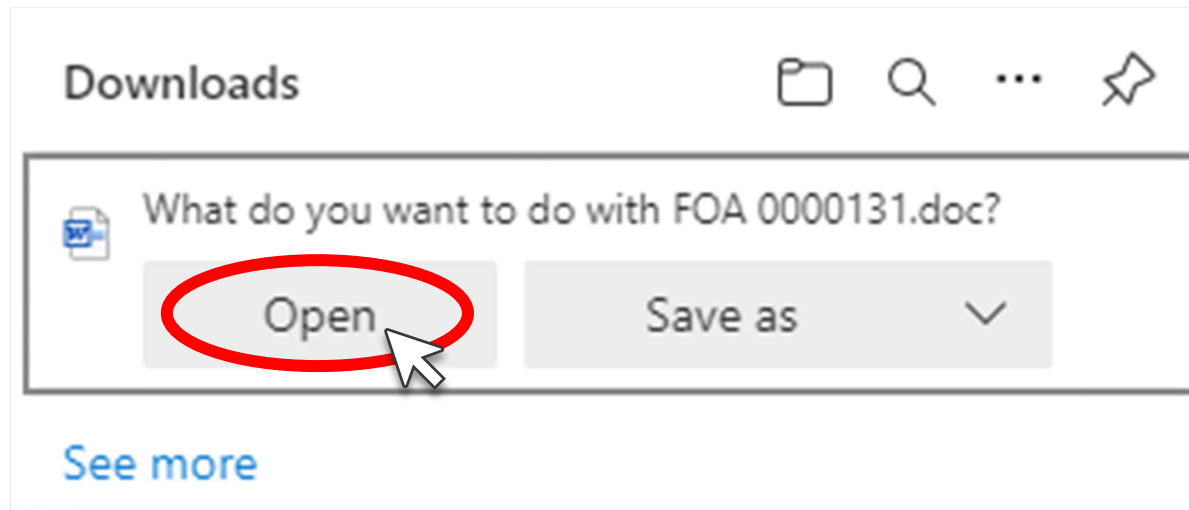 Downloads
What do you want to do with FOA 0000131.doc?
Open
Save as
See more